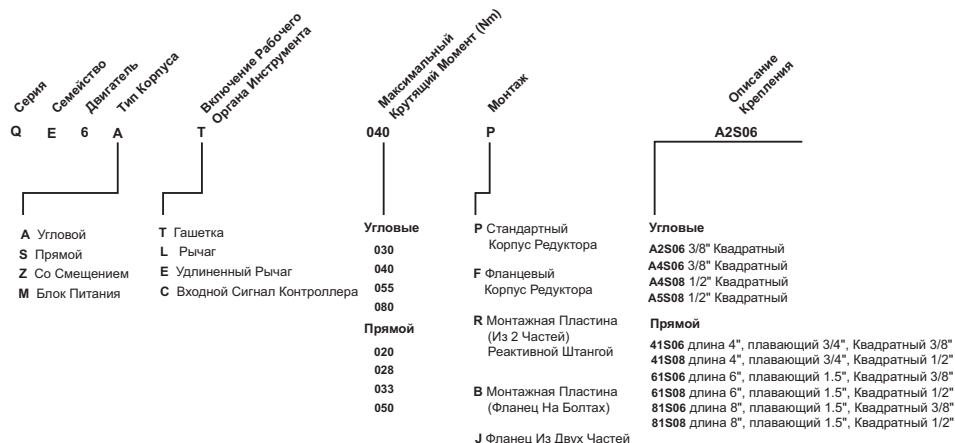 Серия
Семейство
Двигатель
Тип Корпуса
Включение Рабочего
Органа Инструмента
Максимальный
Крутящий Момент (Nm)
Монтаж
Описание
Крепления
Q E 6 A T 040 P A2S06
A Угловой
S Прямой
Z Со Смещением
M Блок Питания
T Гашетка
L Рычаг
E Удлиненный Рычаг
C Входной Сигнал Контроллера
Угловые
030
040
055
080
Прямой
020
028
033
050
P Стандартный
Корпус Редуктора
F Фланцевый
Корпус Редуктора
R Монтажная Пластина
(Из 2 Частей)
Реактивной Штангой
B Монтажная Пластина
(Фланец На Болтах)
J Фланец Из Двух Частей
Угловые
A2S06 3/8" Квадратный
A4S06 3/8" Квадратный
A4S08 1/2" Квадратный
A5S08 1/2" Квадратный
Прямой
41S06 длина 4", плавающий 3/4", Квадратный 3/8"
41S08 длина 4", плавающий 3/4", Квадратный 1/2"
61S06 длина 6", плавающий 1.5", Квадратный 3/8"
61S08 длина 6", плавающий 1.5", Квадратный 1/2"
81S06 длина 8", плавающий 1.5", Квадратный 3/8"
81S08 длина 8", плавающий 1.5", Квадратный 1/2"